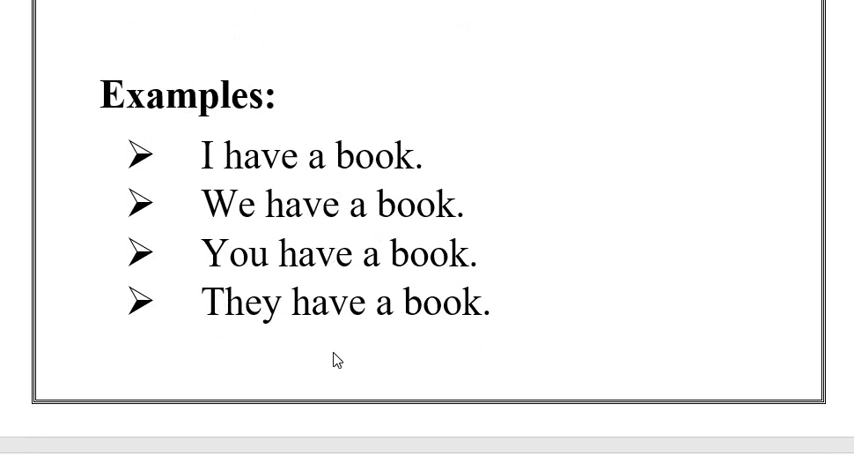 Examples:
➢ I have a book.
➢ We have a book.
➢ You have a book.
➢ They have a book.